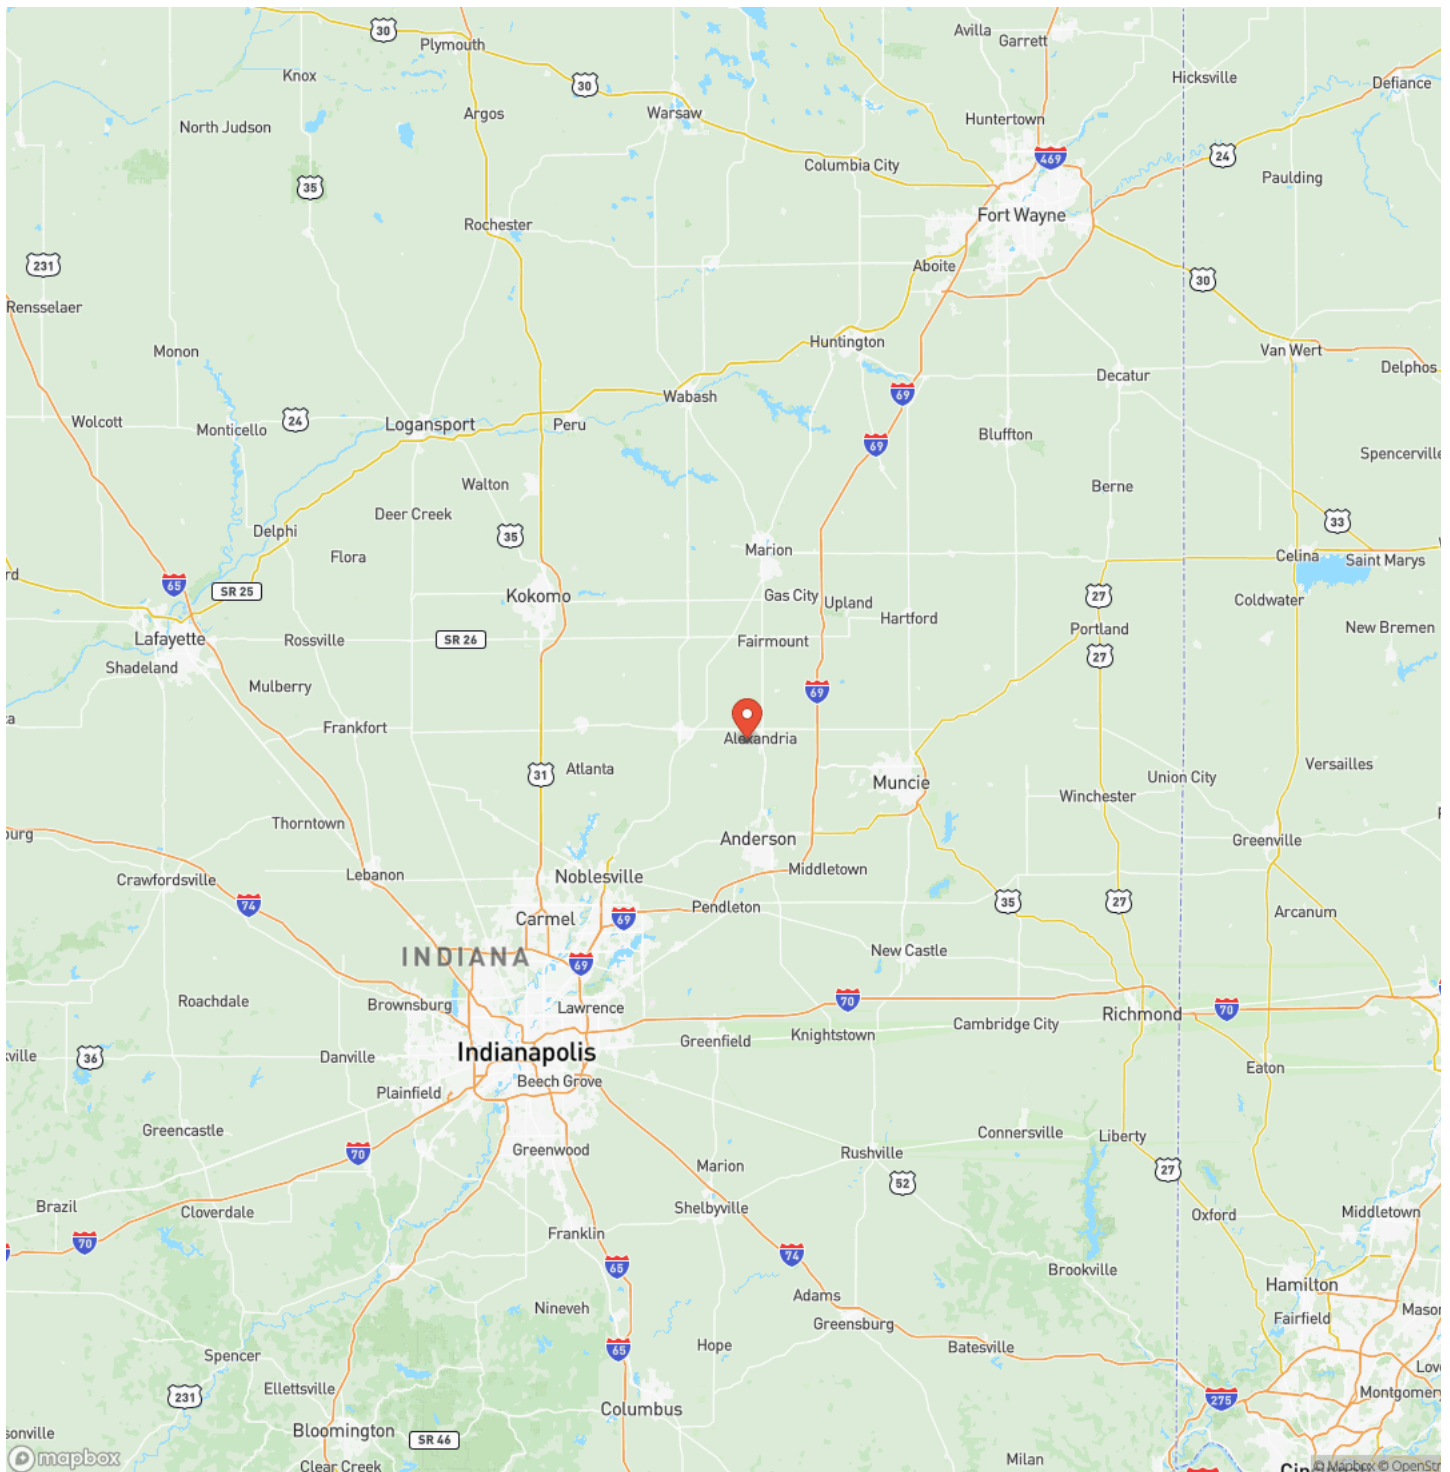 Avilla
Garrett
30
Plymouth
Knox
30
Hicksville
Defiance
Argos
Warsaw
Huntertown
North Judson
469
24
Columbia City
35
Paulding
Fort Wayne
Rochester
231
Aboite
30
Rensselaer
Huntington
Monon
Van Wert
Delphos
Decatur
69
Wabash
24
Wolcott
Monticello
Logansport
Peru
Bluffton
69
Spencerville
Walton
Berne
Deer Creek
33
Delphi
35
Flora
Marion
Celina
Saint Marys
rd
65
SR 25
Kokomo
Gas City
27
Upland
Coldwater
Hartford
Lafayette
Rossville
SR 26
Fairmount
Portland
New Bremen
27
Shadeland
Mulberry
69
ca
Frankfort
Alexandria
Atlanta
31
Versailles
Union City
Muncie
Winchester
Thorntown
burg
Anderson
Greenville
Middletown
Lebanon
Noblesville
Crawfordsville
74
35
27
Pendleton
Arcanum
Carmel
69
New Castle
INDIANA
69
Roachdale
Brownsburg
Lawrence
70
70
Richmond
Cambridge City
Knightstown
Greenfield
Indianapolis
kville
36
Danville
Eaton
Beech Grove
Plainfield
Greencastle
Connersville
Liberty
Greenwood
70
Rushville
Marion
27
52
Brazil
Cloverdale
Shelbyville
Oxford
Middletown
Franklin
70
74
65
Brookville
Hamilton
Adams
Nineveh
Mason
Fairfield
Greensburg
65
Hope
Batesville
Spencer
Love
Ellettsville
231
Montgomery
275
Columbus
Bloomington
sonville
SR 46
mapbox
Clear Creek
Milan
© Mapbox © OpenStr